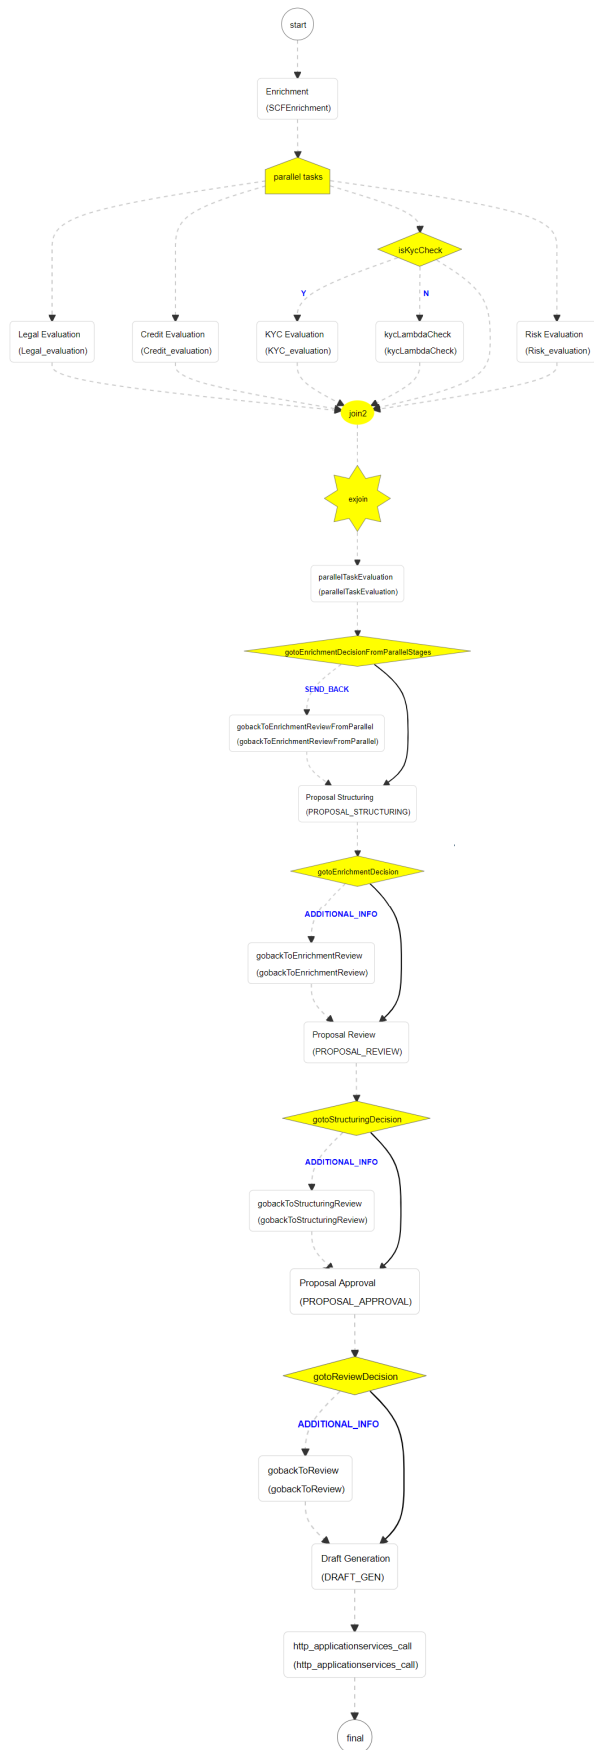 start
Enrichment
(SCFEnrichment)
parallel tasks
isKycCheck
Y
N
Legal Evaluation
(Legal_evaluation)
Credit Evaluation
(Credit_evaluation)
KYC Evaluation
(KYC_evaluation)
kycLambdaCheck
(kycLambdaCheck)
Risk Evaluation
(Risk_evaluation)
join2
exjoin
parallelTaskEvaluation
(parallelTaskEvaluation)
gotoEnrichmentDecisionFromParallelStages
SEND_BACK
gobackToEnrichmentReviewFromParallel
(gobackToEnrichmentReviewFromParallel)
Proposal Structuring
(PROPOSAL_STRUCTURING)
gotoEnrichmentDecision
ADDITIONAL_INFO
gobackToEnrichmentReview
(gobackToEnrichmentReview)
Proposal Review
(PROPOSAL_REVIEW)
gotoStructuringDecision
ADDITIONAL_INFO
gobackToStructuringReview
(gobackToStructuringReview)
Proposal Approval
(PROPOSAL_APPROVAL)
gotoReviewDecision
ADDITIONAL_INFO
gobackToReview
(gobackToReview)
Draft Generation
(DRAFT_GEN)
http_applicationservices_call
(http_applicationservices_call)
final